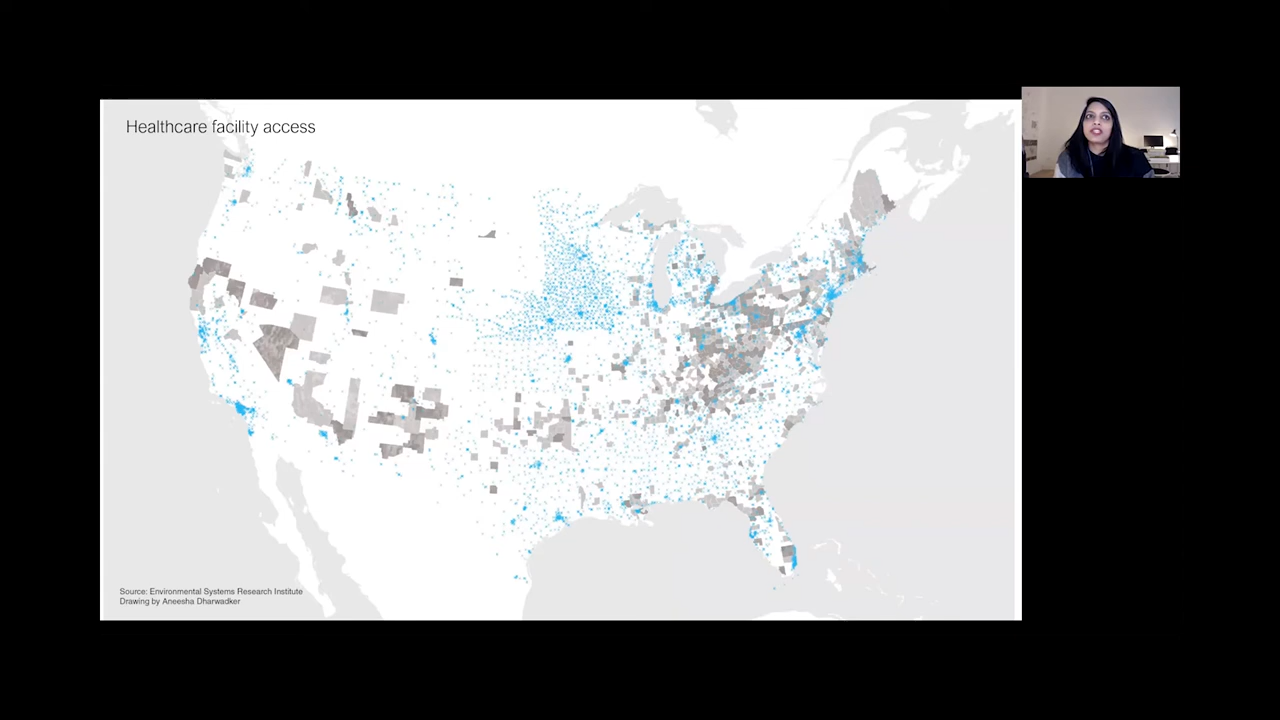 Healthcare facility access
Source: Environmental Systems Research Institute
Drawing by Aneesha Dharwadker